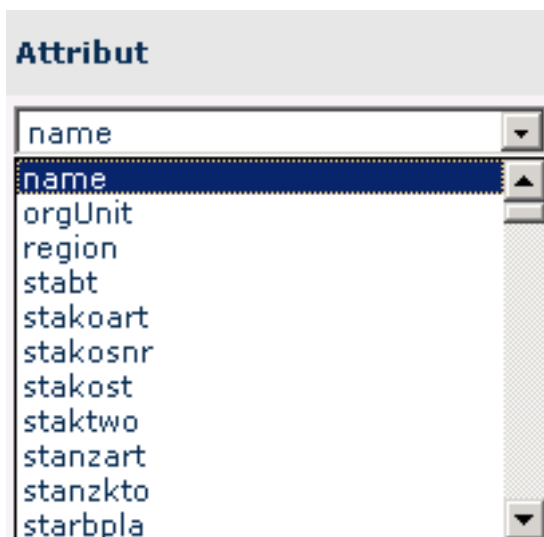 Attribut
name
name
orgUnit
region
stabt
stakoart
stakosnr
stakost
staktwo
stanzart
stanzkto
starbpla